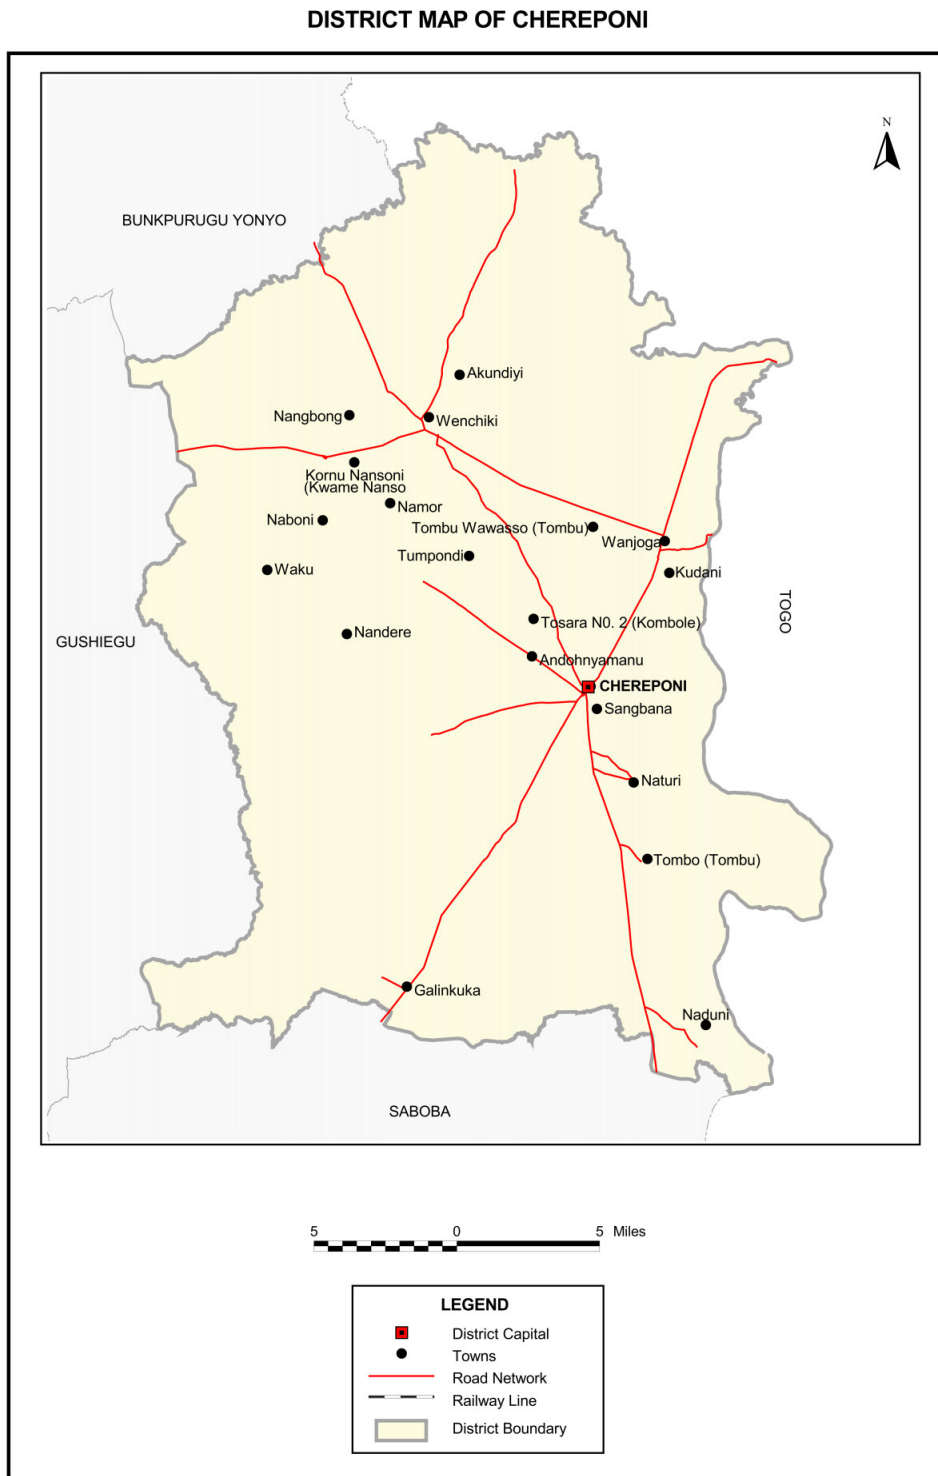 DISTRICT MAP OF CHEREPONI
N
BUNKPURUGU YONYO
Akundiyi
Nangbong
Wenchiki
Kornu Nansoni
(Kwame Nanso
Namor
Naboni
Tombu Wawasso (Tombu)
Wanjoga
Tumpondi
Waku
Kudani
TOGO
Tosara N0. 2 (Kombole)
GUSHIEGU
Nandere
Andohnyamanu
CHEREPONI
Sangbana
Naturi
Tombo (Tombu)
Galinkuka
Naduni
SABOBA
5 0 5 Miles
LEGEND
District Capital
Towns
Road Network
Railway Line
District Boundary